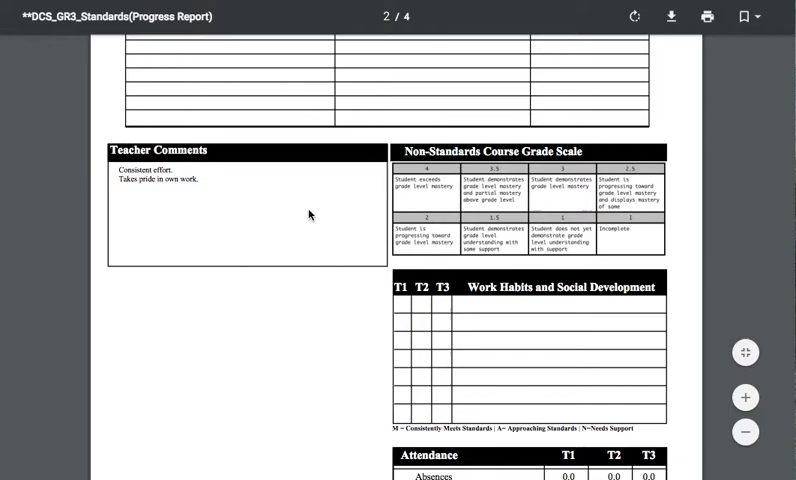 **DCS_GR3_Standards(Progress Report)
2 / 4
Teacher Comments
Consistent effort.
Takes pride in own work.
Non-Standards Course Grade Scale
4 3.5 3 2.5
Student exceeds grade level mastery
Student demonstrates grade level mastery and partial mastery above grade level
Student demonstrates grade level mastery
Student is progressing toward grade level mastery and displays mastery of some
2 1.5 1 I
Student is progressing toward grade level mastery
Student demonstrates grade level understanding with some support
Student does not yet demonstrate grade level understanding with support
Incomplete
T1 T2 T3 Work Habits and Social Development
M = Consistently Meets Standards | A= Approaching Standards | N=Needs Support
Attendance T1 T2 T3
Absences 0.0 0.0 0.0